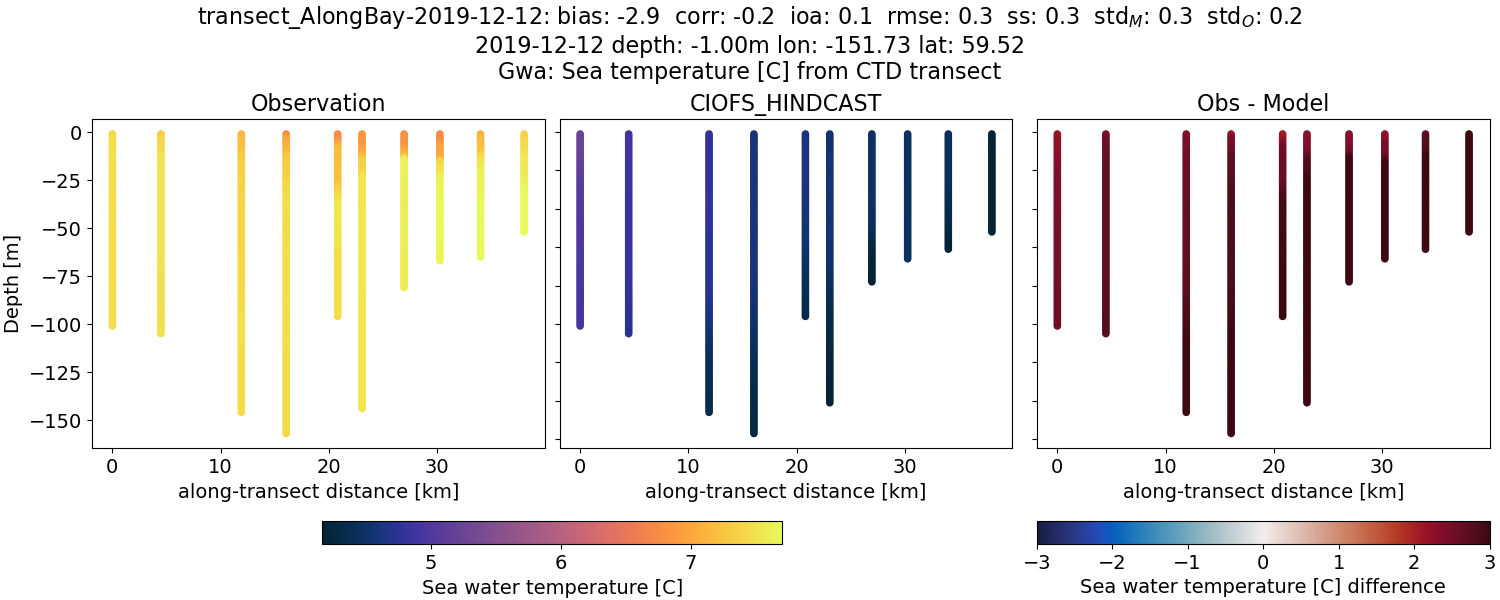 transect_AlongBay-2019-12-12: bias: -2.9  corr: -0.2  ioa: 0.1  rmse: 0.3  ss: 0.3  std_M: 0.3  std_O: 0.2
2019-12-12 depth: -1.00m lon: -151.73 lat: 59.52
Gwa: Sea temperature [C] from CTD transect
Observation
CIOFS_HINDCAST
Obs - Model
Depth [m]
0
−25
−50
−75
−100
−125
−150
0 10 20 30
0 10 20 30
0 10 20 30
along-transect distance [km]
along-transect distance [km]
along-transect distance [km]
5 6 7
Sea water temperature [C]
−3 −2 −1 0 1 2 3
Sea water temperature [C] difference